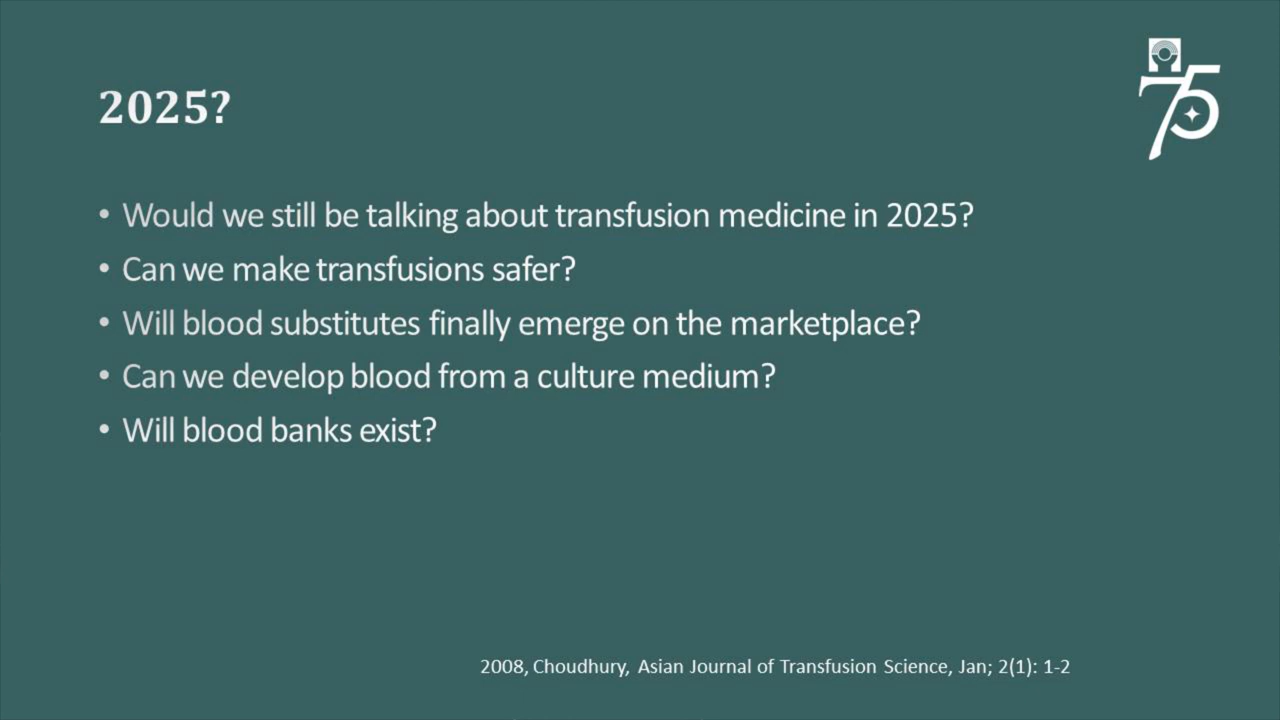 2025?
75
• Would we still be talking about transfusion medicine in 2025?
• Can we make transfusions safer?
• Will blood substitutes finally emerge on the marketplace?
• Can we develop blood from a culture medium?
• Will blood banks exist?
2008, Choudhury, Asian Journal of Transfusion Science, Jan; 2(1): 1-2